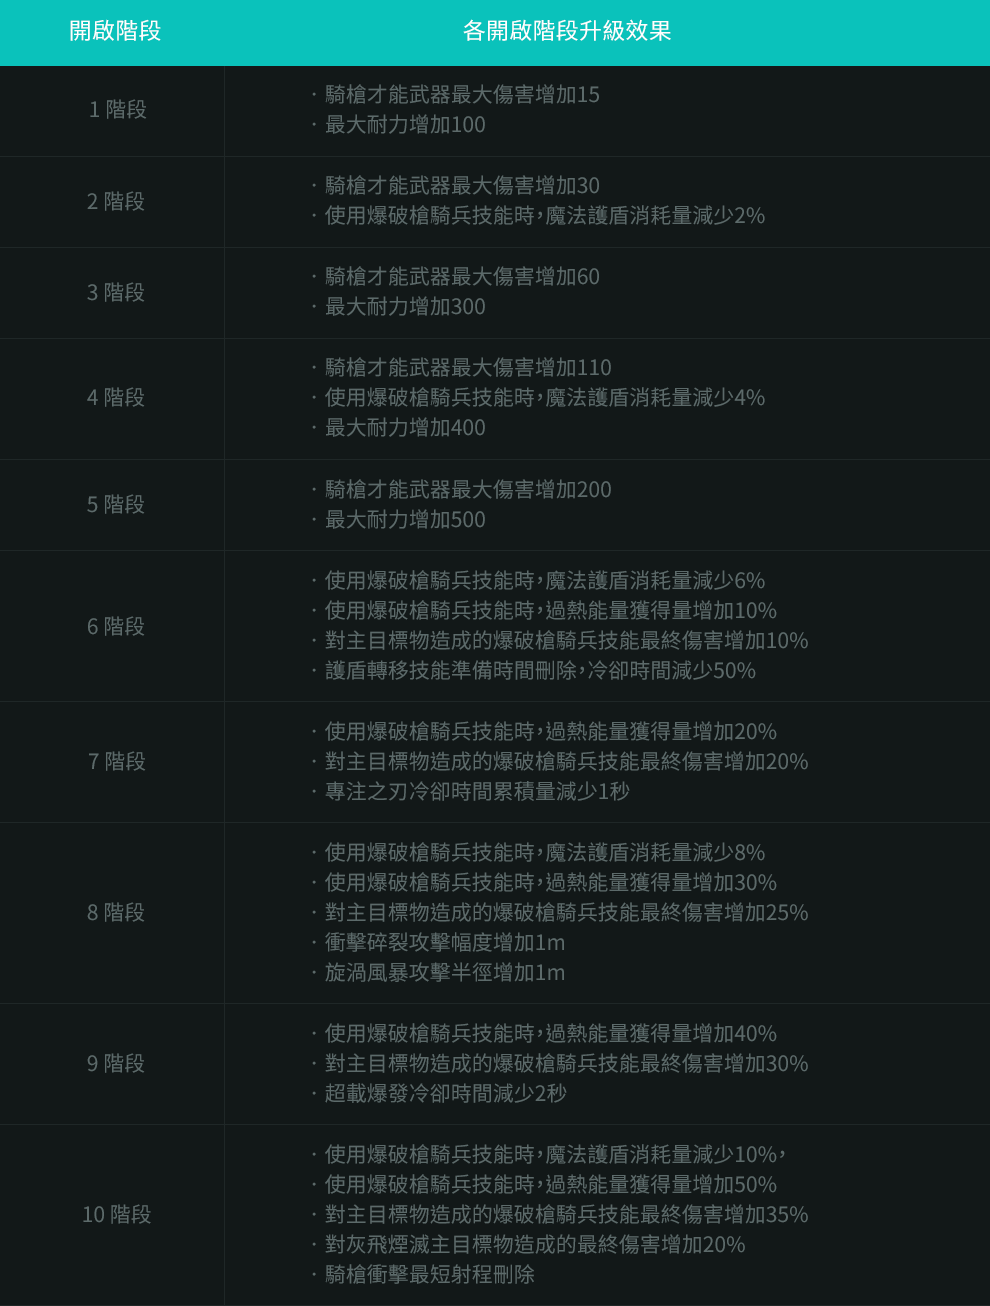 開啟階段
各開啟階段升級效果
1 階段
· 騎槍才能武器最大傷害增加15
· 最大耐力增加100
2 階段
· 騎槍才能武器最大傷害增加30
· 使用爆破槍騎兵技能時，魔法護盾消耗量減少2%
3 階段
· 騎槍才能武器最大傷害增加60
· 最大耐力增加300
4 階段
· 騎槍才能武器最大傷害增加110
· 使用爆破槍騎兵技能時，魔法護盾消耗量減少4%
· 最大耐力增加400
5 階段
· 騎槍才能武器最大傷害增加200
· 最大耐力增加500
6 階段
· 使用爆破槍騎兵技能時，魔法護盾消耗量減少6%
· 使用爆破槍騎兵技能時，過熱能量獲得量增加10%
· 對主目標物造成的爆破槍騎兵技能最終傷害增加10%
· 護盾轉移技能準備時間刪除，冷卻時間減少50%
7 階段
· 使用爆破槍騎兵技能時，過熱能量獲得量增加20%
· 對主目標物造成的爆破槍騎兵技能最終傷害增加20%
· 專注之刃冷卻時間累積量減少1秒
8 階段
· 使用爆破槍騎兵技能時，魔法護盾消耗量減少8%
· 使用爆破槍騎兵技能時，過熱能量獲得量增加30%
· 對主目標物造成的爆破槍騎兵技能最終傷害增加25%
· 衝擊碎裂攻擊幅度增加1m
· 旋渦風暴攻擊半徑增加1m
9 階段
· 使用爆破槍騎兵技能時，過熱能量獲得量增加40%
· 對主目標物造成的爆破槍騎兵技能最終傷害增加30%
· 超載爆發冷卻時間減少2秒
10 階段
· 使用爆破槍騎兵技能時，魔法護盾消耗量減少10%，
· 使用爆破槍騎兵技能時，過熱能量獲得量增加50%
· 對主目標物造成的爆破槍騎兵技能最終傷害增加35%
· 對灰飛煙滅主目標物造成的最終傷害增加20%
· 騎槍衝擊最短射程刪除